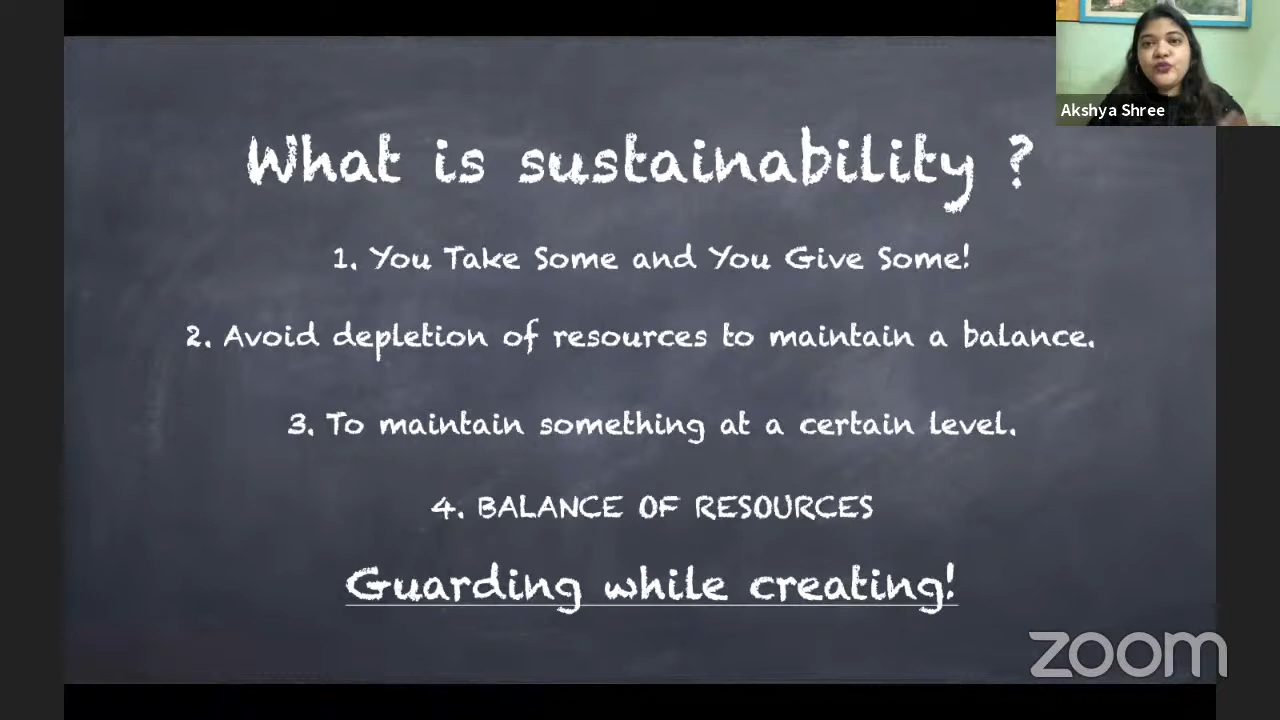 Akshya Shree
What is sustainability ?
1. You Take Some and You Give Some!
2. Avoid depletion of resources to maintain a balance.
3. To maintain something at a certain level.
4. BALANCE OF RESOURCES
Guarding while creating!
zoom